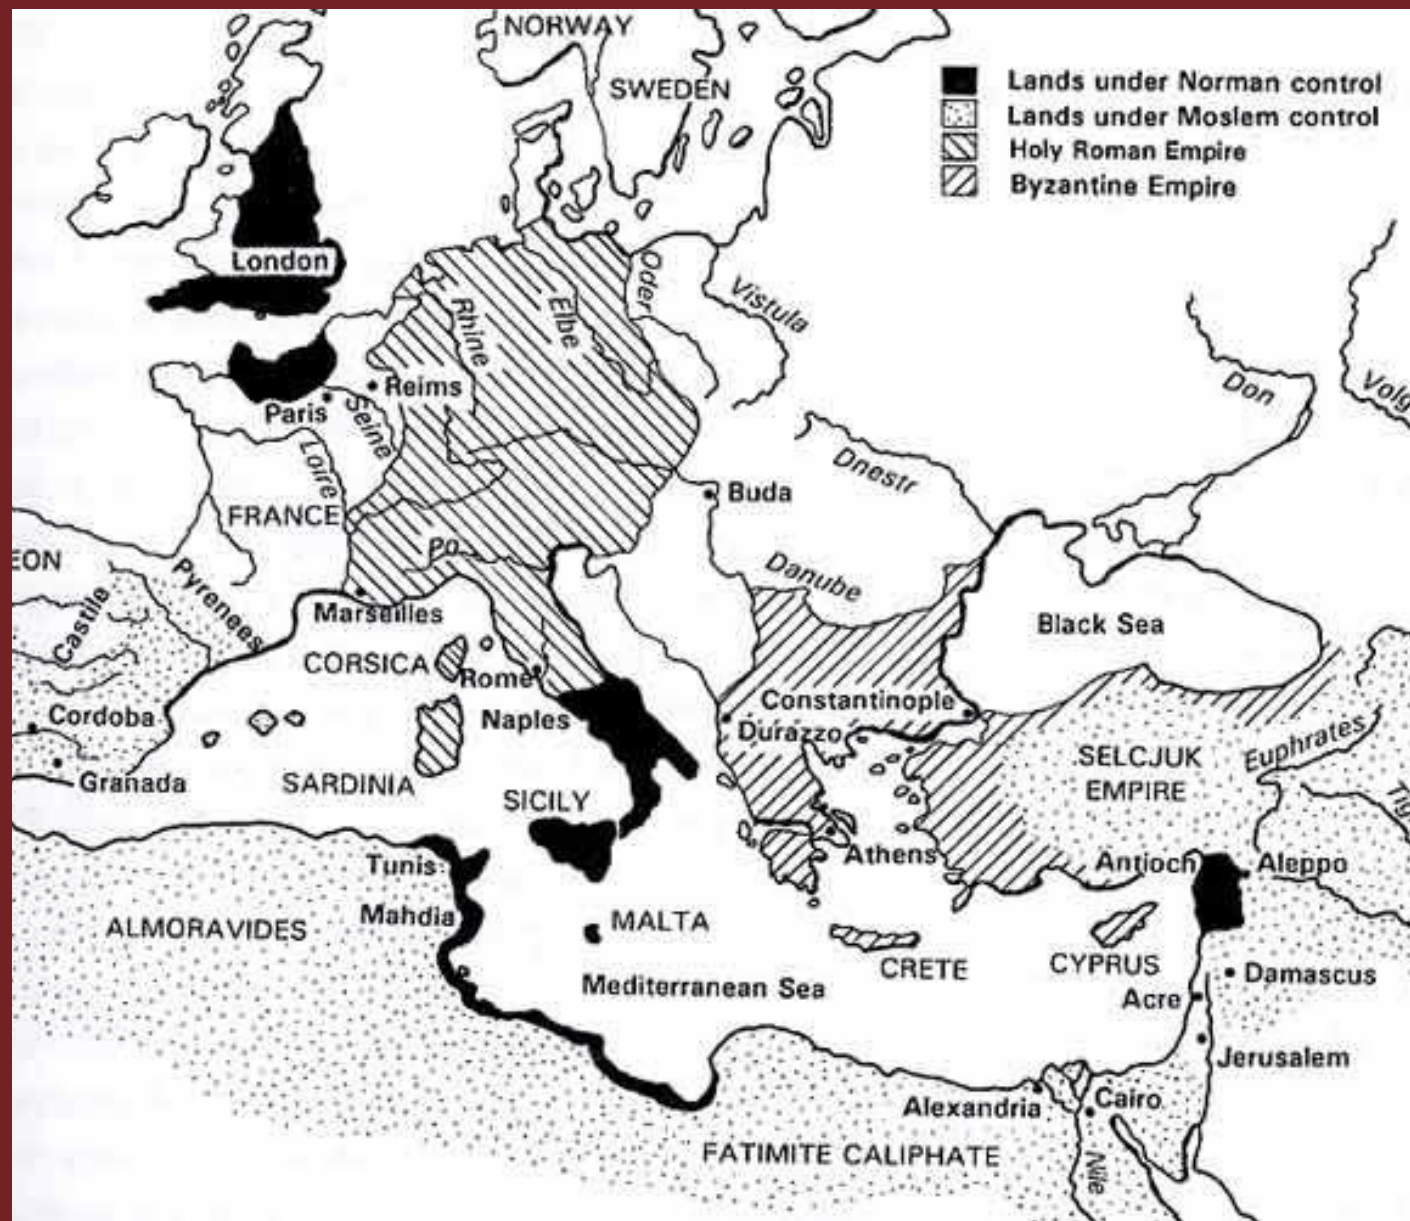 NORWAY
SWEDEN
Lands under Norman control
Lands under Moslem control
Holy Roman Empire
Byzantine Empire
London
Oder
Vistula
Rhine
Elbe
Reims
Paris
Seine
Loire
Don
Volg
Dnestr
Buda
FRANCE
EON
Po
Danube
Pyrenees
Castile
Marseilles
Black Sea
CORSICA
Rome
Constantinople
Cordoba
Naples
Durazzo
Euphrates
Granada
SARDINIA
SELCJUK
EMPIRE
SICILY
Tig
Tunis
Athens
Antioch
Aleppo
Mahdia
MALTA
ALMORAVIDES
CRETE
CYPRUS
Damascus
Mediterranean Sea
Acre
Jerusalem
Alexandria
Cairo
FATIMITE CALIPHATE
Nile